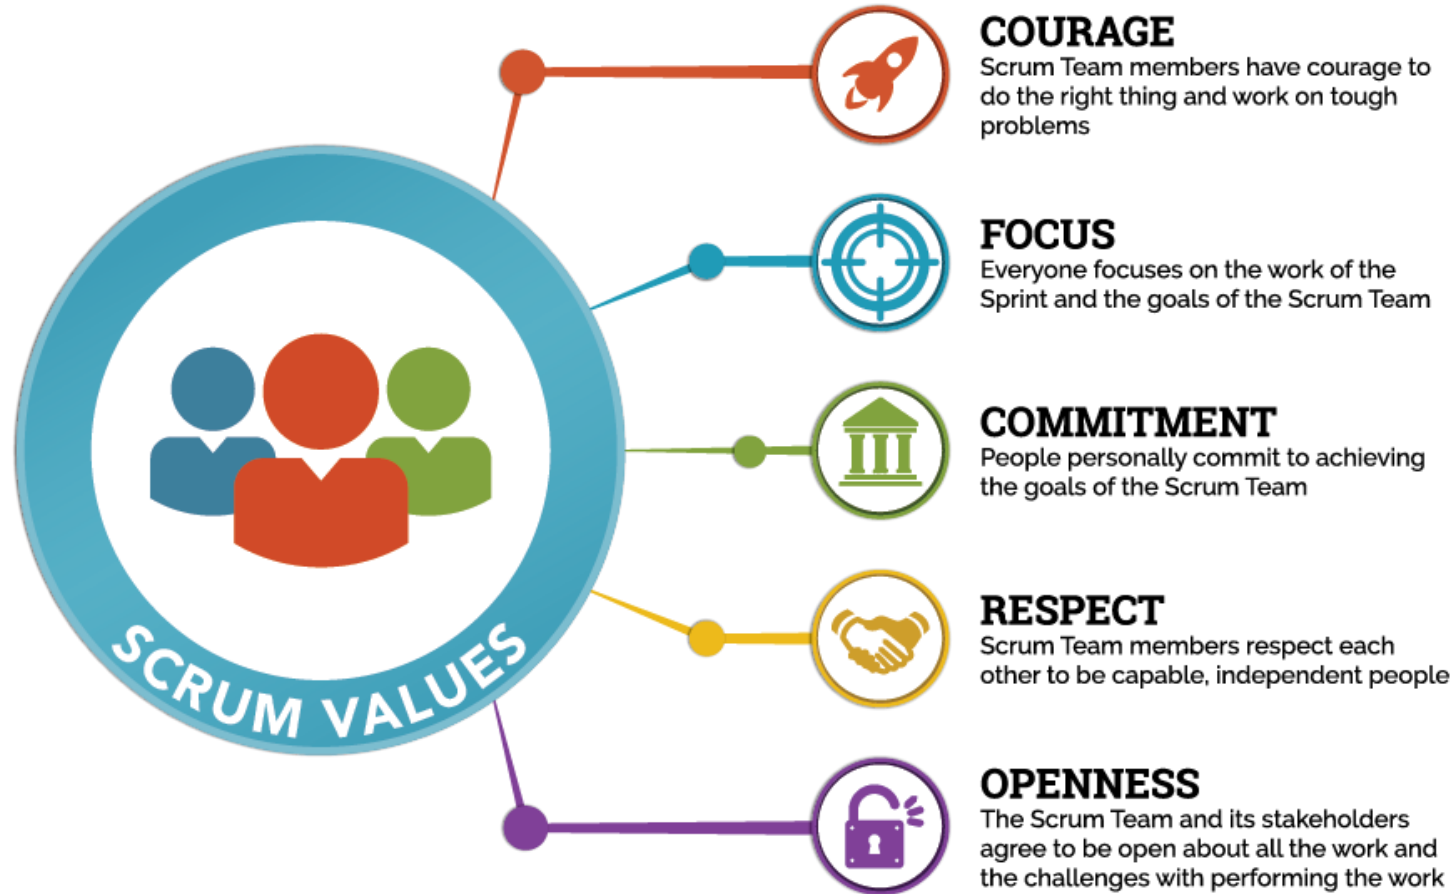 SCRUM VALUES
COURAGE
Scrum Team members have courage to
do the right thing and work on tough
problems
FOCUS
Everyone focuses on the work of the
Sprint and the goals of the Scrum Team
COMMITMENT
People personally commit to achieving
the goals of the Scrum Team
RESPECT
Scrum Team members respect each
other to be capable, independent people
OPENNESS
The Scrum Team and its stakeholders
agree to be open about all the work and
the challenges with performing the work